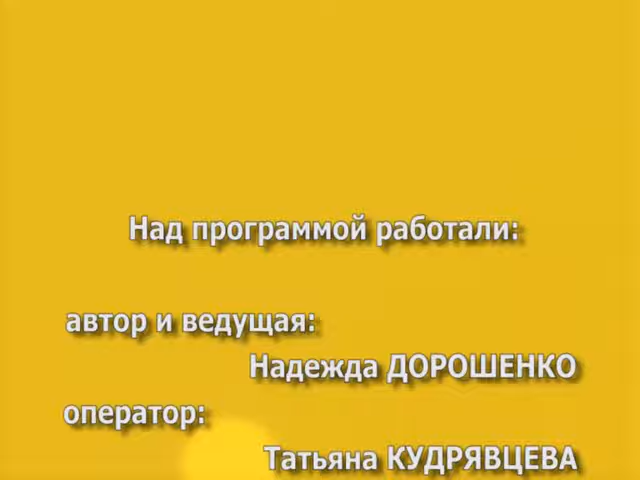 Над программой работали:
автор и ведущая:
Надежда ДОРОШЕНКО
оператор:
Татьяна КУДРЯВЦЕВА